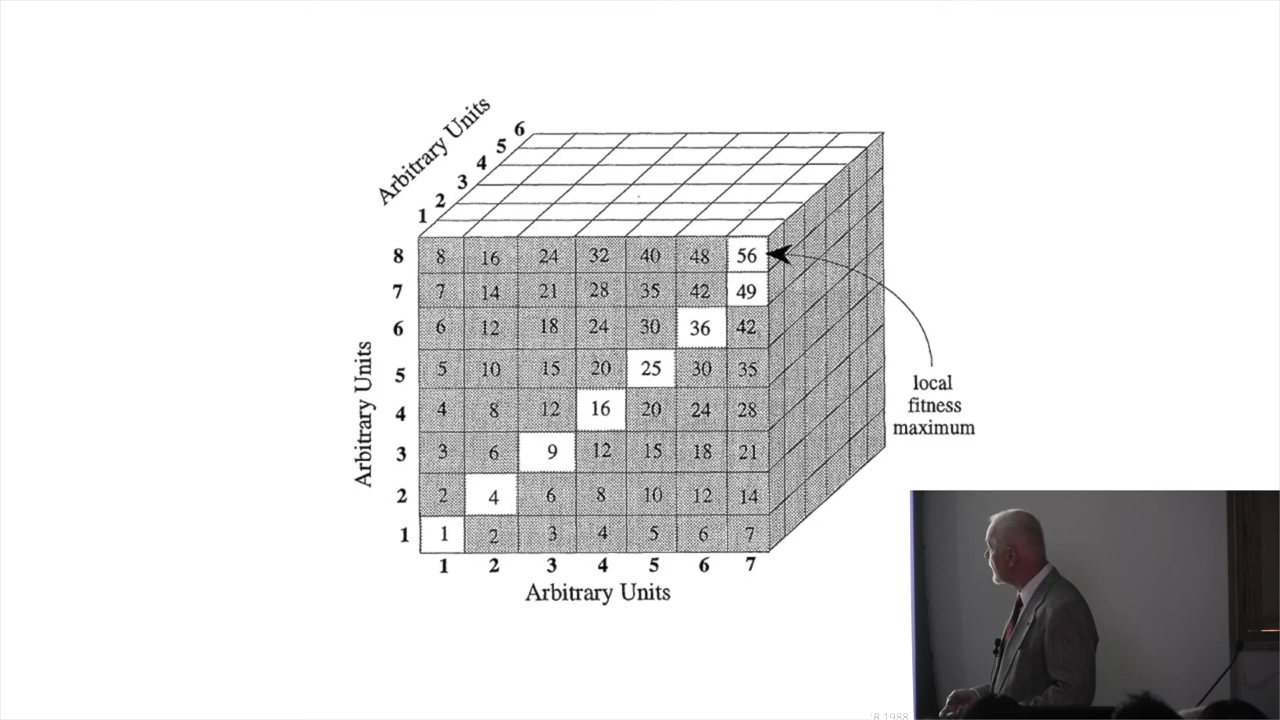 Arbitrary Units
6
5
4
3
2
1
8 8 16 24 32 40 48 56
7 7 14 21 28 35 42 49
6 6 12 18 24 30 36 42
5 5 10 15 20 25 30 35
4 4 8 12 16 20 24 28
3 3 6 9 12 15 18 21
2 2 4 6 8 10 12 14
1 1 2 3 4 5 6 7
1 2 3 4 5 6 7
Arbitrary Units
Arbitrary Units
local
fitness
maximum
1988